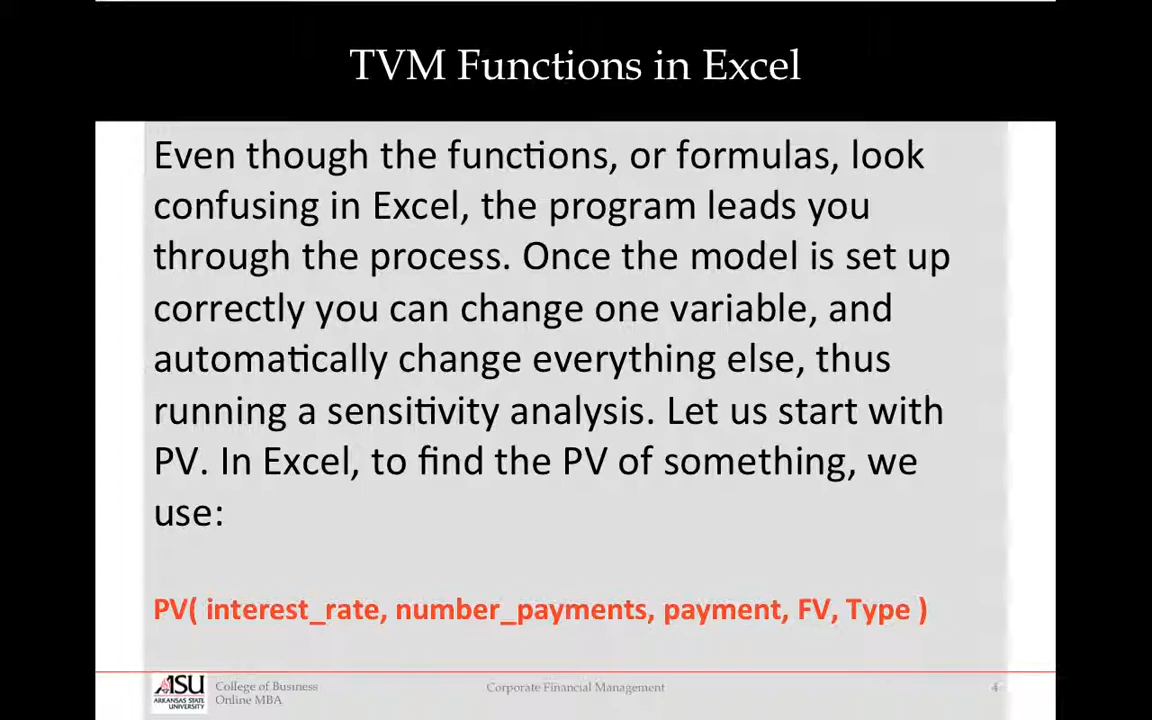 TVM Functions in Excel
Even though the functions, or formulas, look
confusing in Excel, the program leads you
through the process. Once the model is set up
correctly you can change one variable, and
automatically change everything else, thus
running a sensitivity analysis. Let us start with
PV. In Excel, to find the PV of something, we
use:
PV( interest_rate, number_payments, payment, FV, Type )
ASU
ARKANSAS STATE
UNIVERSITY
College of Business
Online MBA
Corporate Financial Management
4